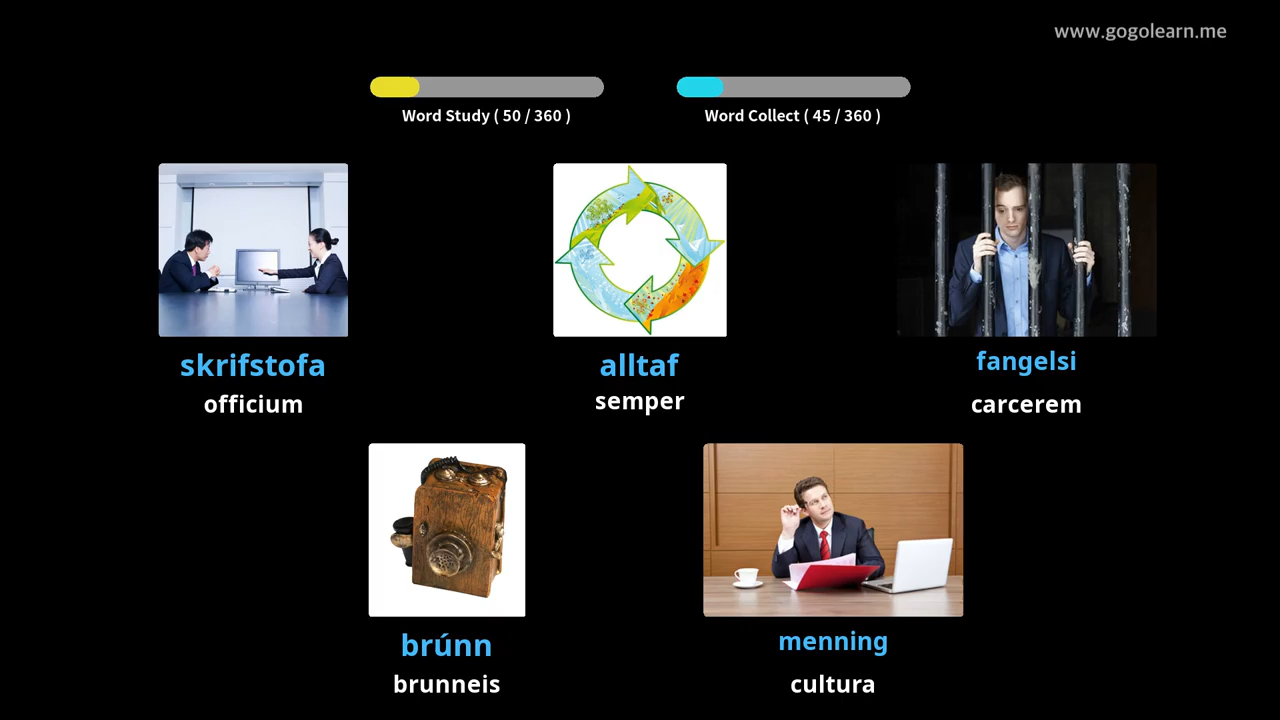 www.gogolearn.me
Word Study ( 50 / 360 )
Word Collect ( 45 / 360 )
skrifstofa
officium
alltaf
semper
fangelsi
carcerem
brúnn
brunneis
menning
cultura